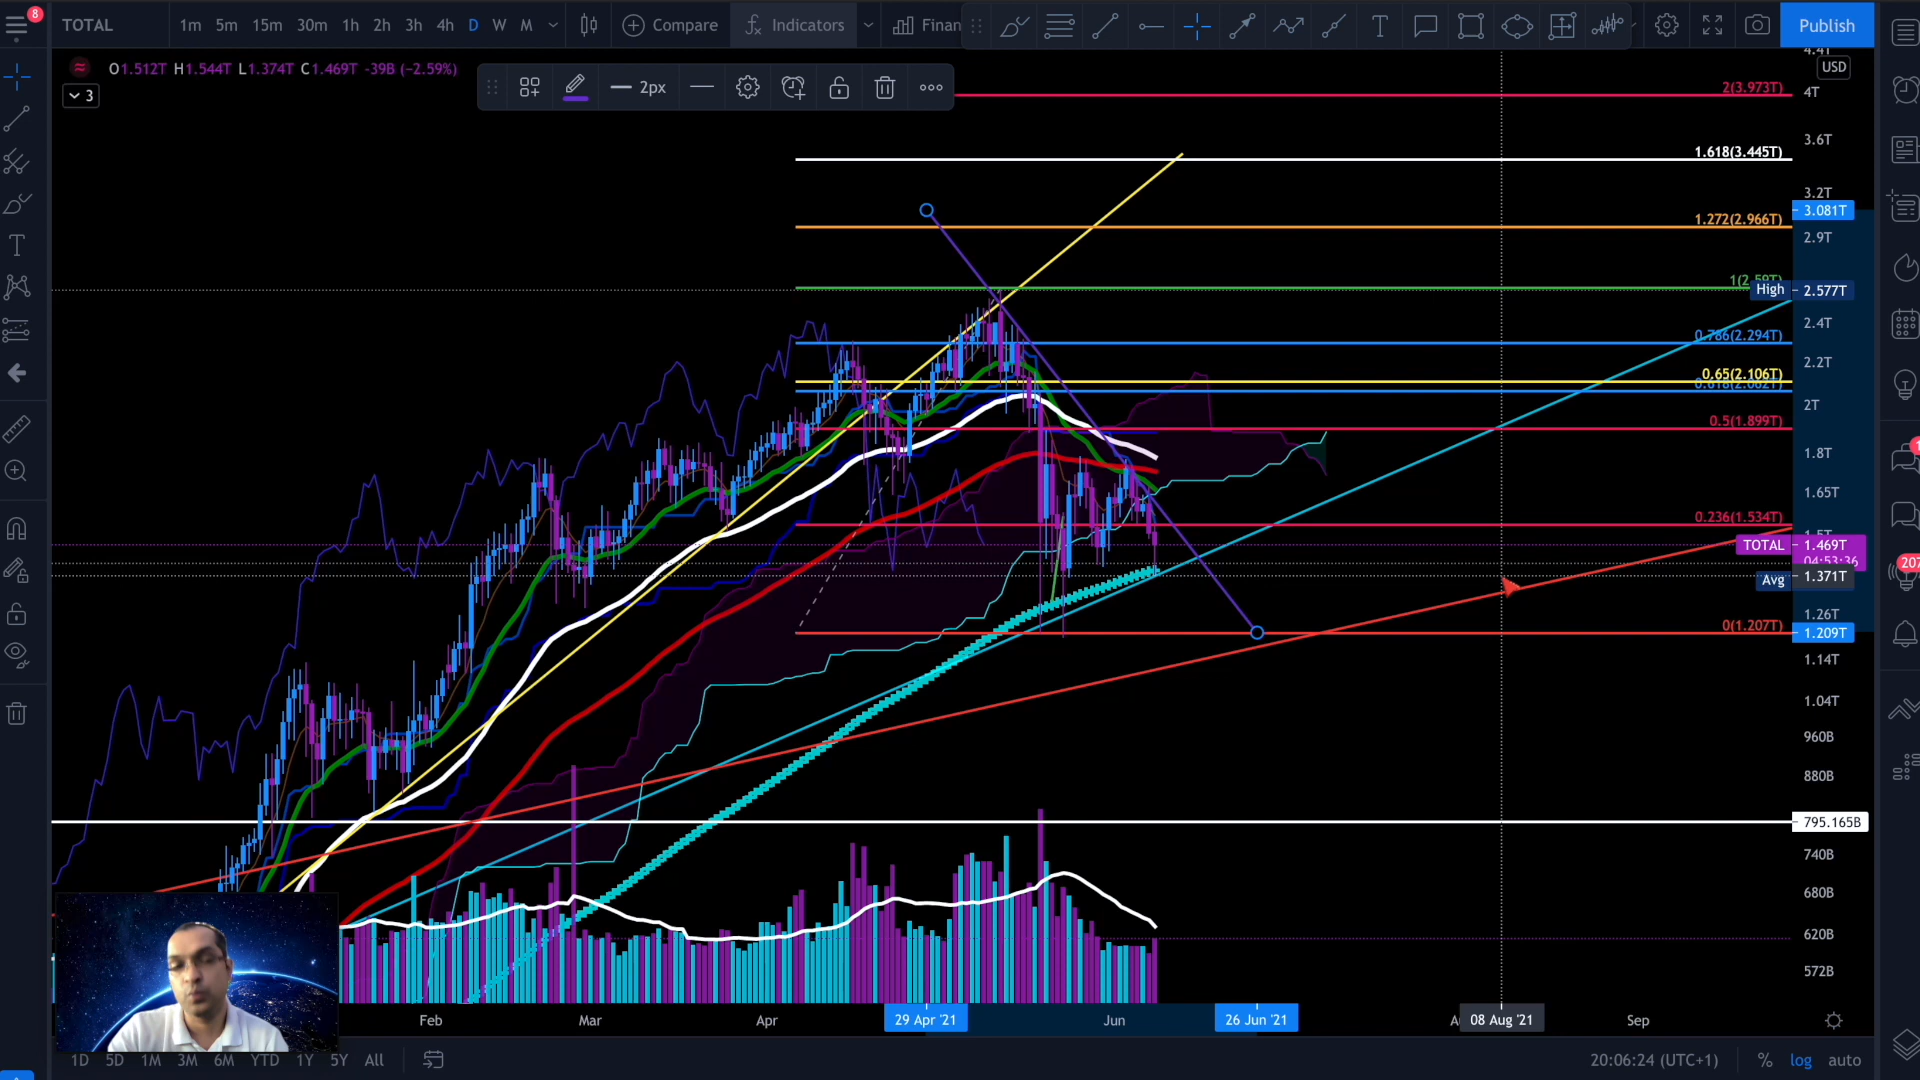 8
TOTAL 1m 5m 15m 30m 1h 2h 3h 4h D W M Compare Indicators Finan T Publish
O1.512T H1.544T L1.374T C1.469T -39B (−2.59%)
3
2px
USD
2(3.973T)
4T
3.6T
1.618(3.445T)
3.2T
3.081T
1.272(2.966T)
2.9T
High 2.577T
2.4T
0.786(2.294T)
2.2T
0.65(2.106T)
2T
0.5(1.899T)
1.8T
1.65T
0.236(1.534T)
TOTAL 1.469T
04:53:36
Avg 1.371T
1.26T
0(1.207T)
1.209T
1.14T
1.04T
960B
880B
795.165B
740B
680B
620B
572B
Feb Mar Apr 29 Apr '21 Jun 26 Jun '21 08 Aug '21 Sep
1D 5D 1M 3M 6M YTD 1Y 5Y All 20:06:24 (UTC+1) % log auto